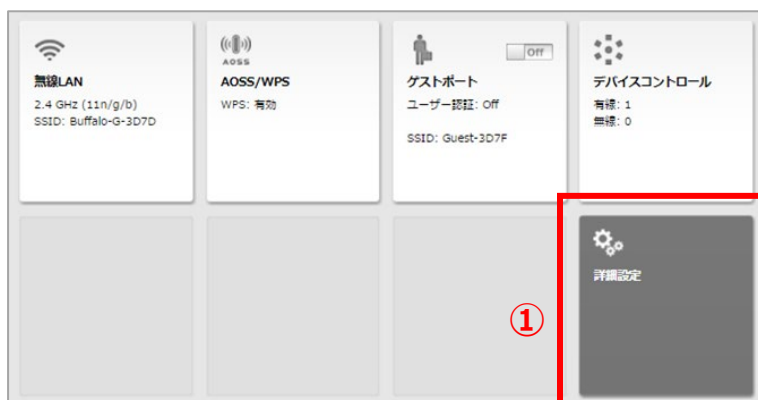 無線LAN
2.4 GHz (11n/g/b)
SSID: Buffalo-G-3D7D
AOSS
AOSS/WPS
WPS: 有効
Off
ゲストポート
ユーザー認証: Off
SSID: Guest-3D7F
デバイスコントロール
有線: 1
無線: 0
①
詳細設定